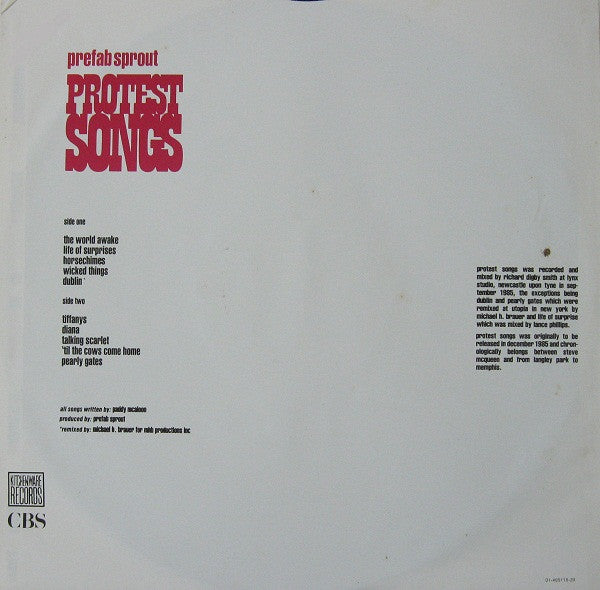 prefab sprout
PROTEST
SONGS
side one
the world awake
life of surprises
horsechimes
wicked things
dublin*
side two
tiffanys
diana
talking scarlet
'til the cows come home
pearly gates
all songs written by: paddy mcaloon
produced by: prefab sprout
*remixed by: michael h. brauer for mhb productions inc
protest songs was recorded and
mixed by richard digby smith at lynx
studio, newcastle upon tyne in sep-
tember 1985, the exceptions being
dublin and pearly gates which were
remixed at utopia in new york by
michael h. brauer and life of surprise
which was mixed by lance phillips.
protest songs was originally to be
released in december 1985 and chron-
ologically belongs between steve
mcqueen and from langley park to
memphis.
KITCHENWARE
RECORDS
CBS